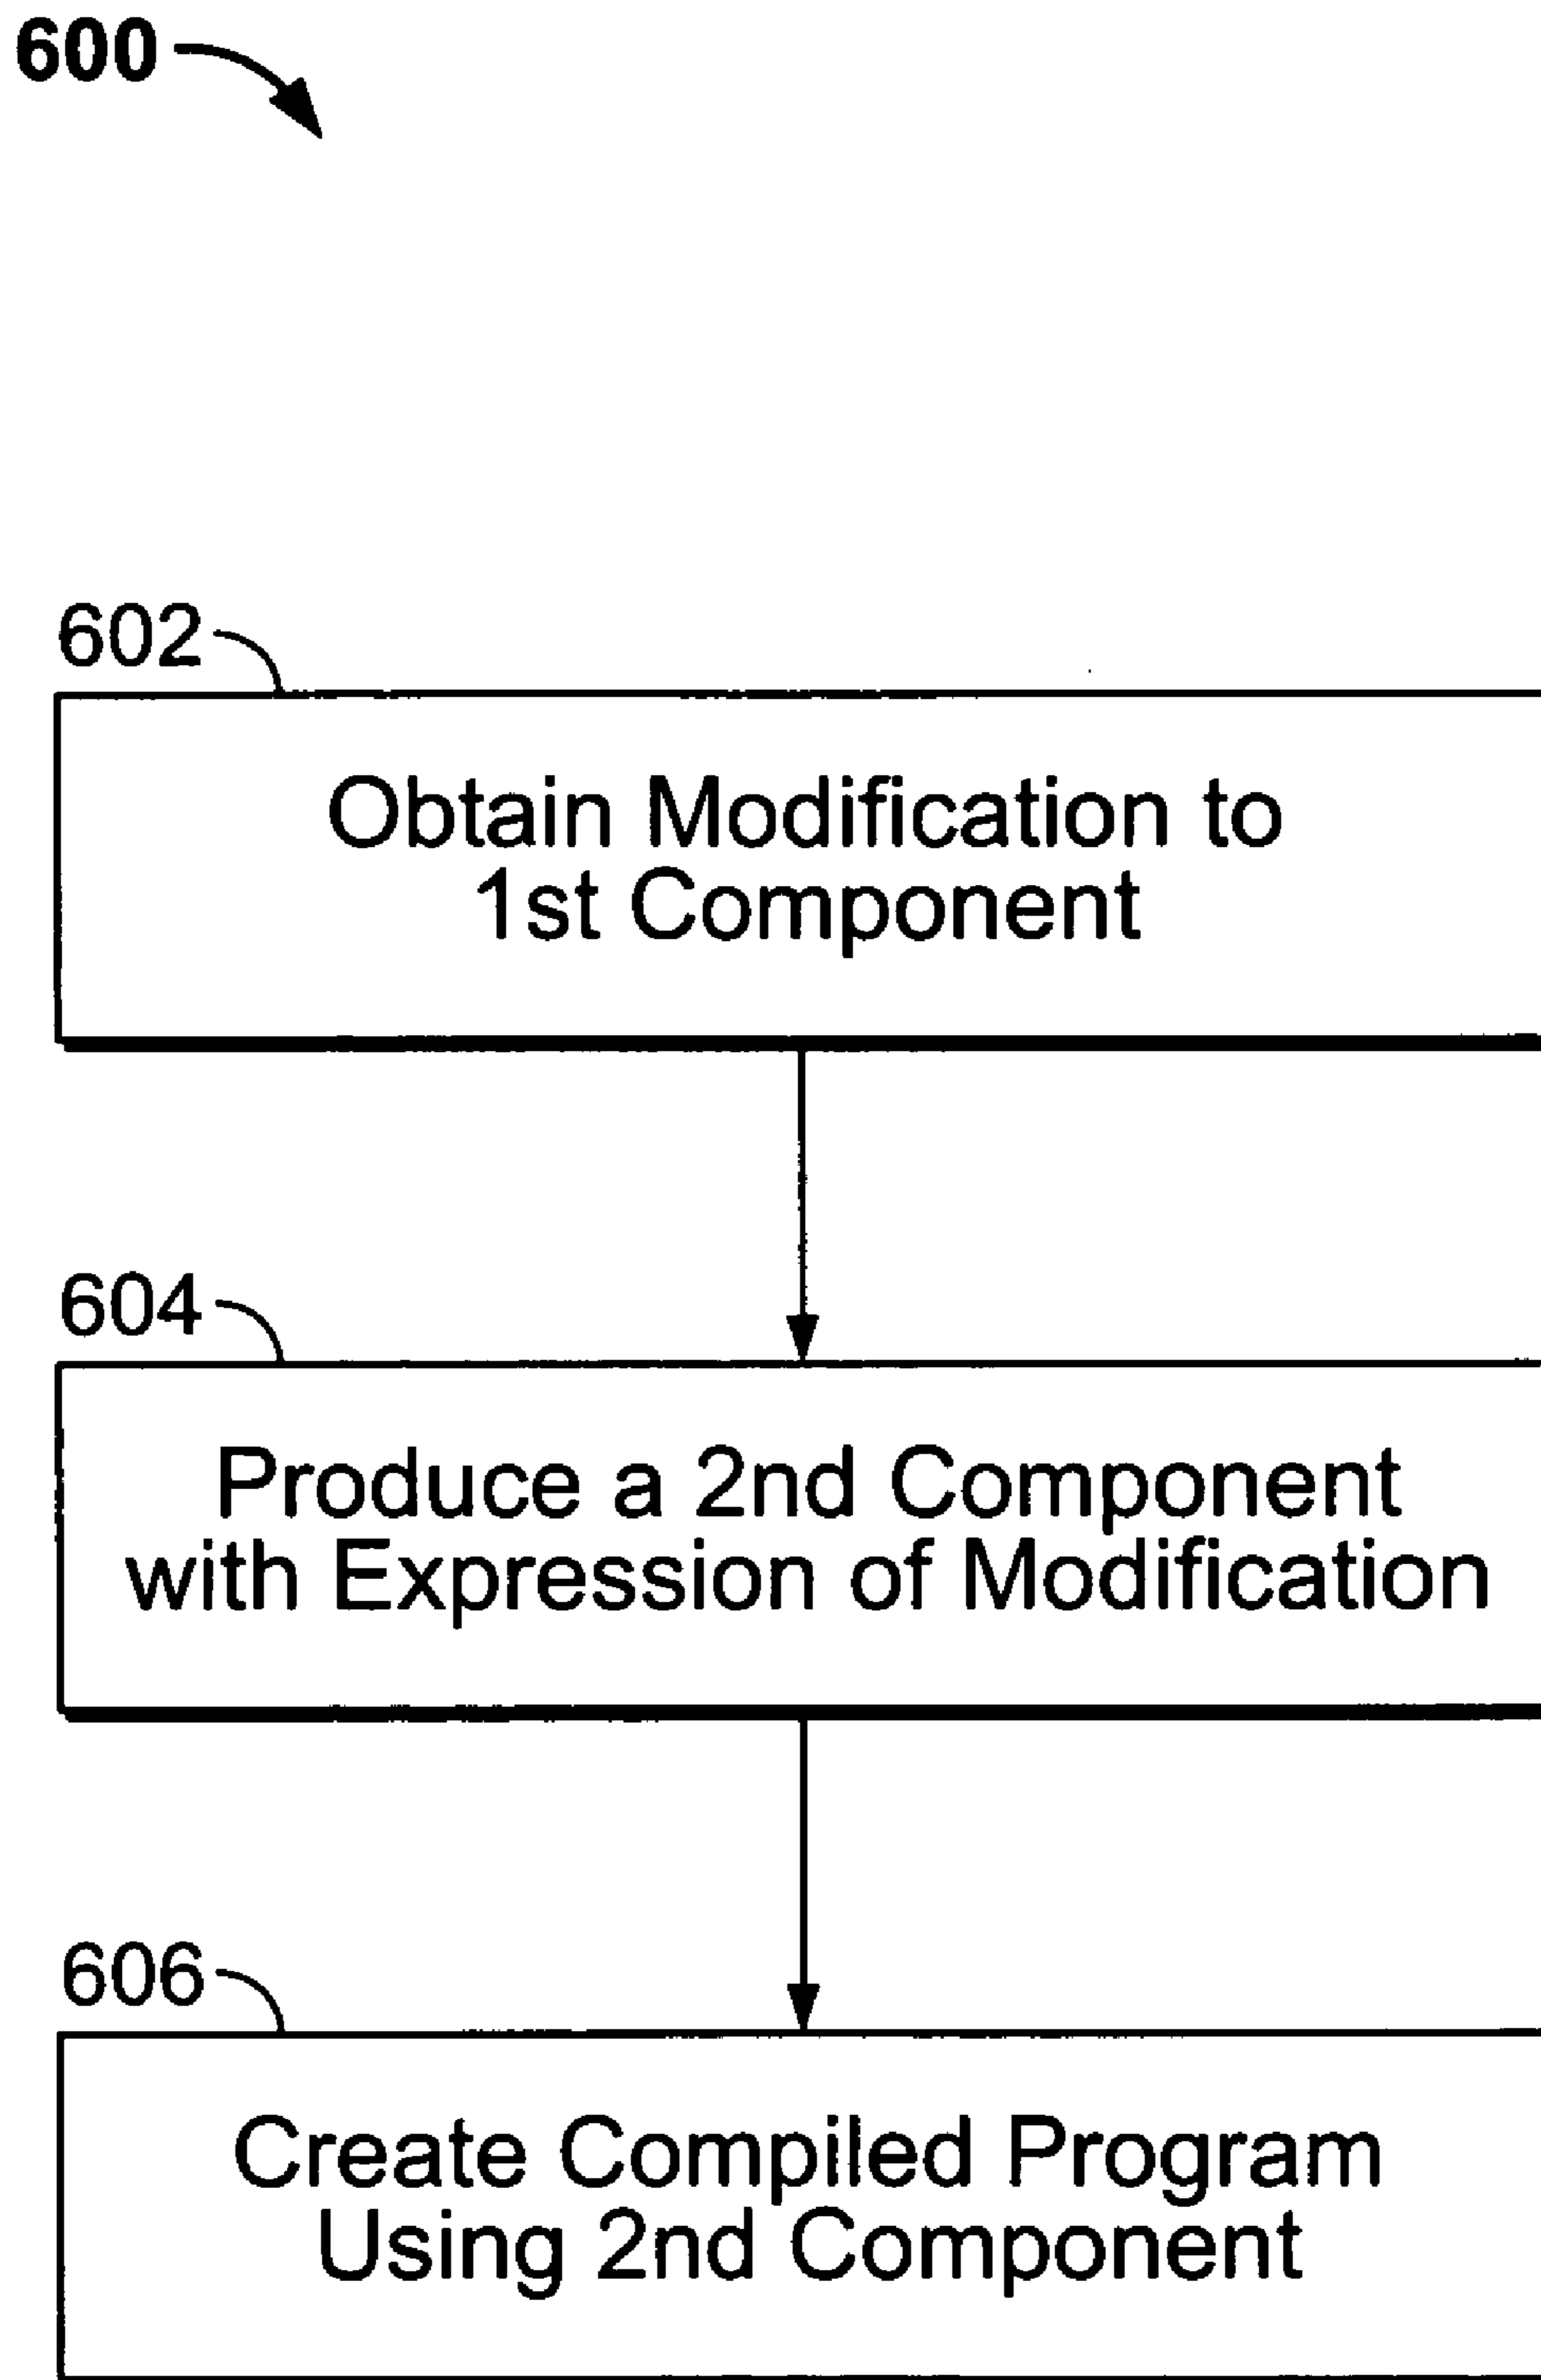 600
602
Obtain Modification to
1st Component
604
Produce a 2nd Component
with Expression of Modification
606
Create Compiled Program
Using 2nd Component